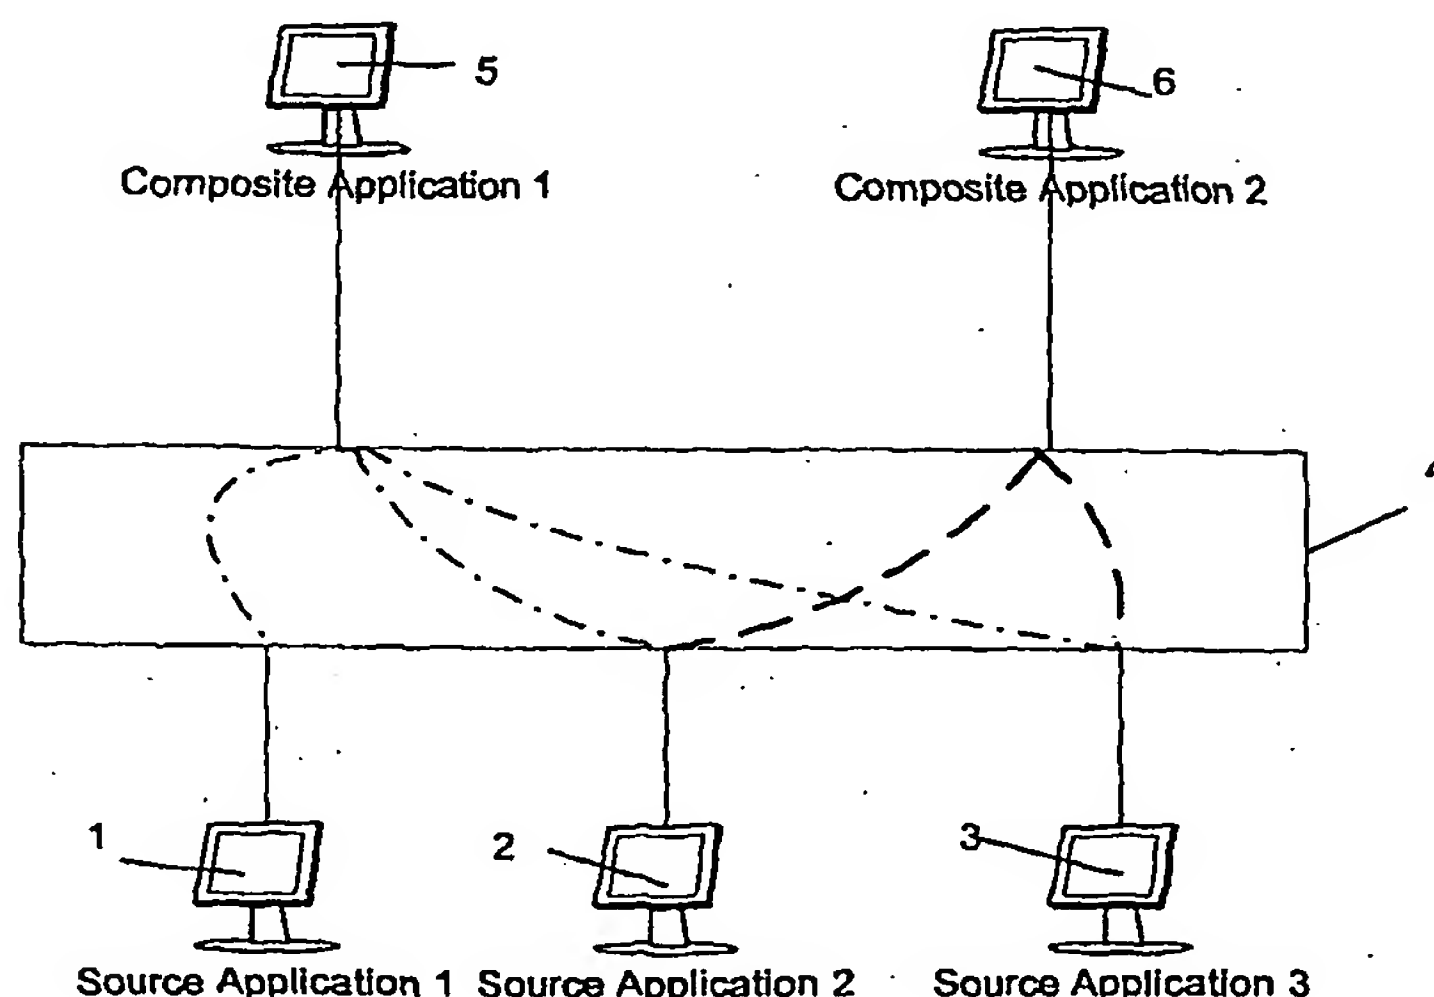 5
6
Composite Application 1
Composite Application 2
1
2
3
Source Application 1
Source Application 2
Source Application 3